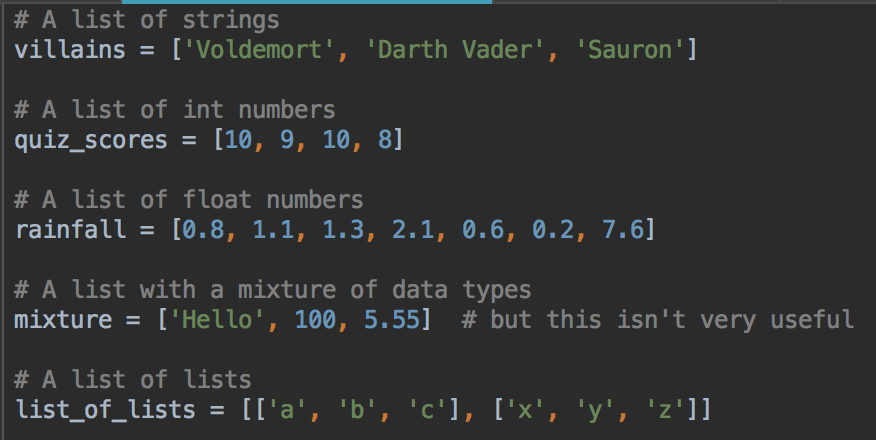 # A list of strings
villains = ['Voldemort', 'Darth Vader', 'Sauron']
# A list of int numbers
quiz_scores = [10, 9, 10, 8]
# A list of float numbers
rainfall = [0.8, 1.1, 1.3, 2.1, 0.6, 0.2, 7.6]
# A list with a mixture of data types
mixture = ['Hello', 100, 5.55]  # but this isn't very useful
# A list of lists
list_of_lists = [['a', 'b', 'c'], ['x', 'y', 'z']]